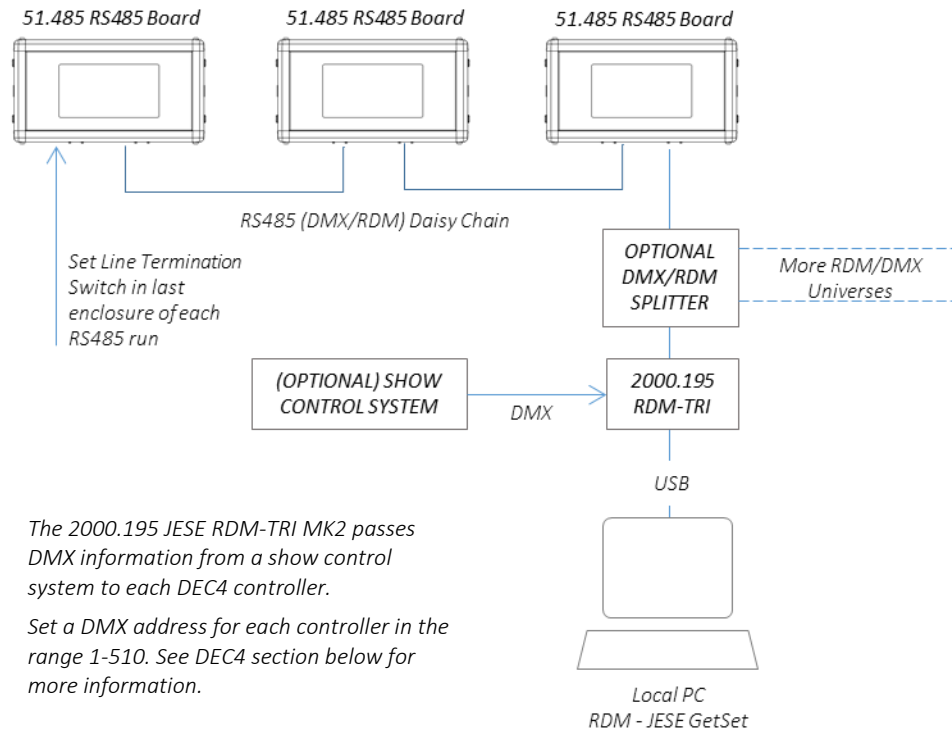 51.485 RS485 Board
51.485 RS485 Board
51.485 RS485 Board
RS485 (DMX/RDM) Daisy Chain
Set Line Termination
Switch in last
enclosure of each
RS485 run
OPTIONAL
DMX/RDM
SPLITTER
More RDM/DMX
Universes
(OPTIONAL) SHOW
CONTROL SYSTEM
DMX
2000.195
RDM-TRI
USB
The 2000.195 JESE RDM-TRI MK2 passes
DMX information from a show control
system to each DEC4 controller.
Set a DMX address for each controller in the
range 1-510. See DEC4 section below for
more information.
Local PC
RDM - JESE GetSet